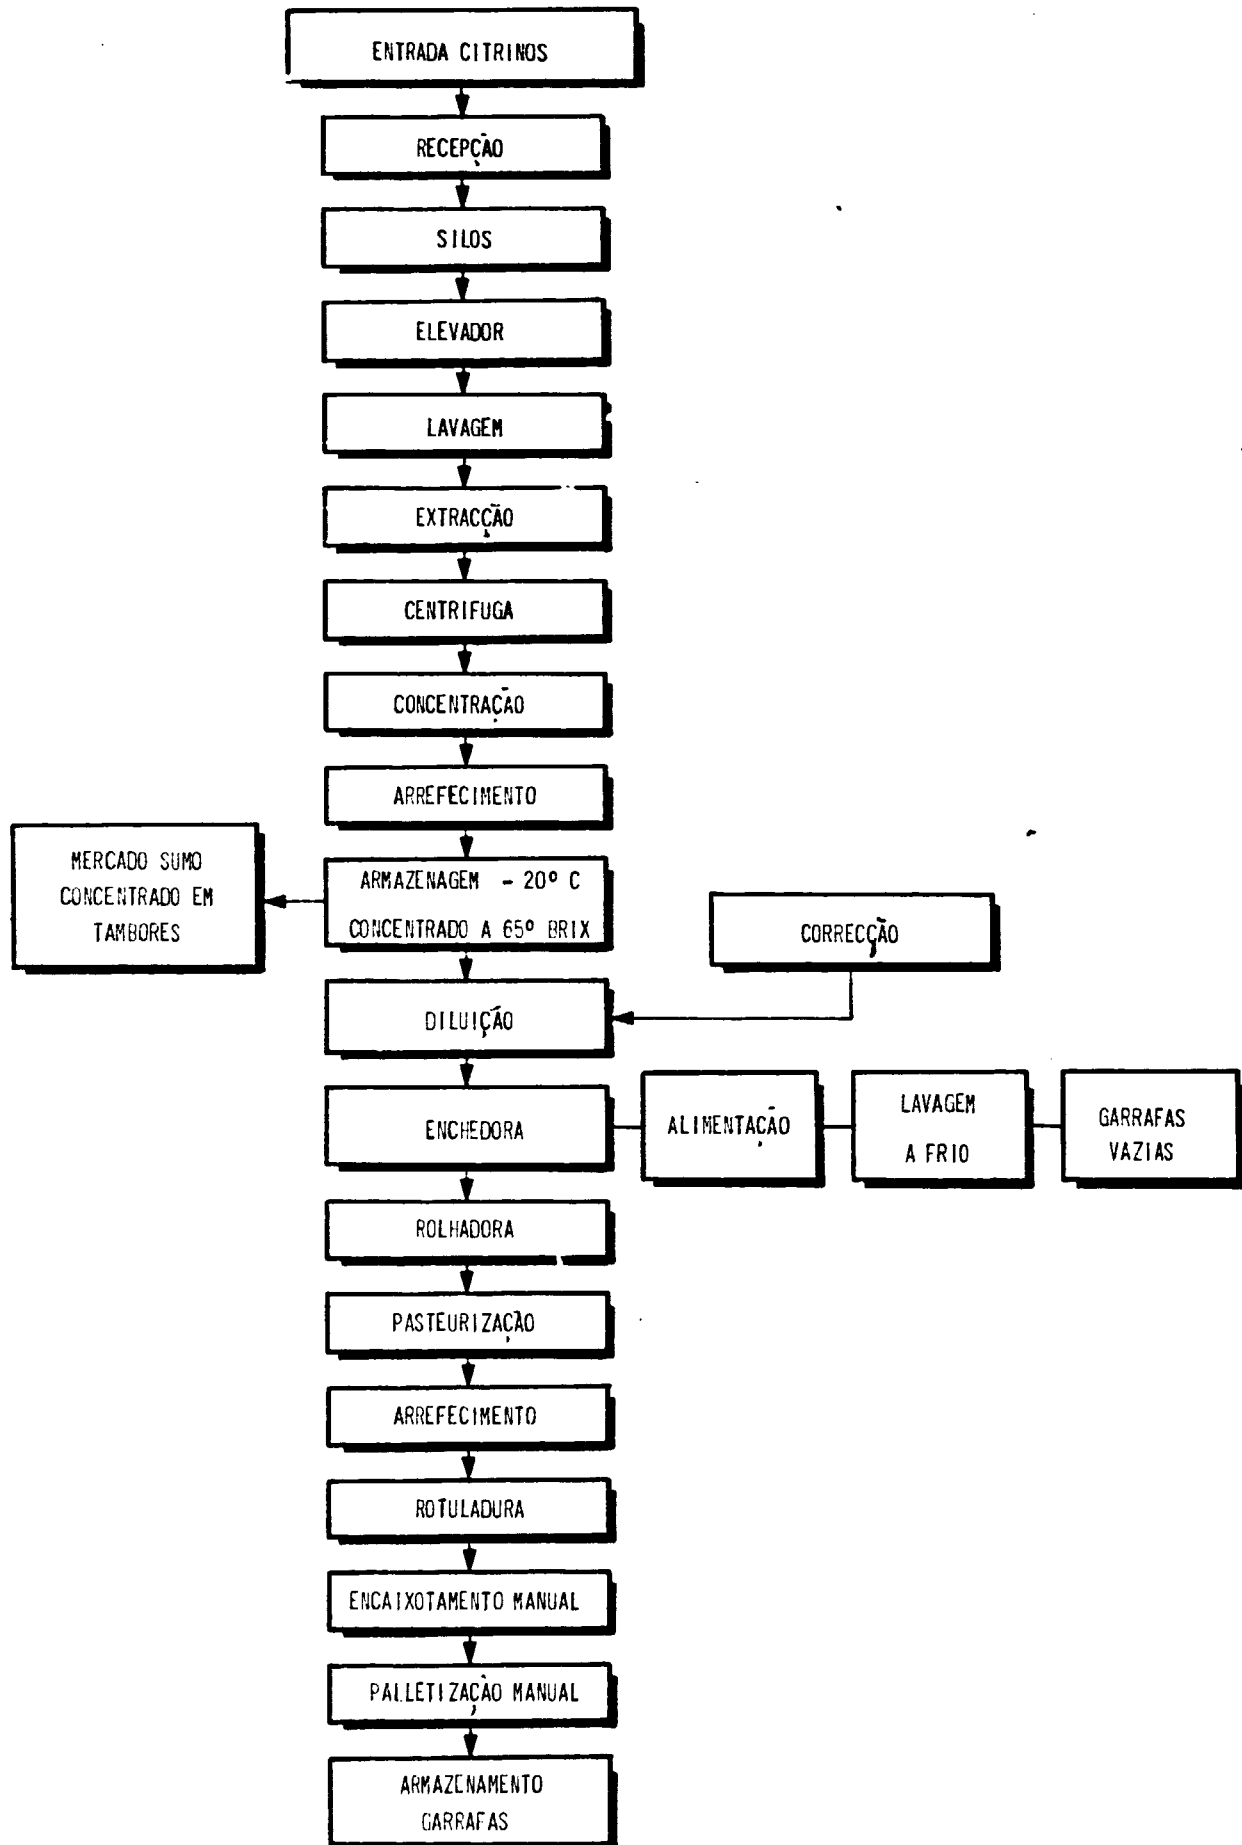 ENTRADA CITRINOS
RECEPÇÃO
SILOS
ELEVADOR
LAVAGEM
EXTRACÇÃO
CENTRIFUGA
CONCENTRAÇÃO
ARREFECIMENTO
MERCADO SUMO
CONCENTRADO EM
TAMBORES
ARMAZENAGEM - 20º C
CONCENTRADO A 65º BRIX
CORRECÇÃO
DILUIÇÃO
ENCHEDORA
ALIMENTAÇÃO
LAVAGEM
A FRIO
GARRAFAS
VAZIAS
ROLHADORA
PASTEURIZAÇÃO
ARREFECIMENTO
ROTULADURA
ENCAIXOTAMENTO MANUAL
PALLETIZAÇÃO MANUAL
ARMAZENAMENTO
GARRAFAS